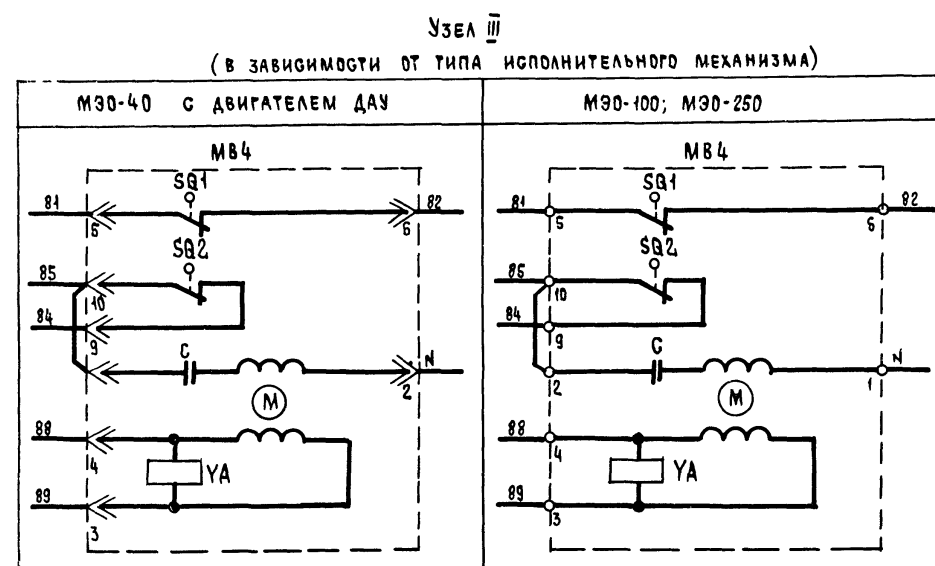 Узел III
(в зависимости от типа исполнительного механизма)
МЭО-40 с двигателем ДАУ
МЭО-100; МЭО-250
МВ4
SQ1
81
5
6
82
SQ2
85
10
84
9
C
N
2
M
88
4
YA
89
3
МВ4
SQ1
81
5
6
82
SQ2
85
10
84
9
C
N
2
1
M
88
4
YA
89
3